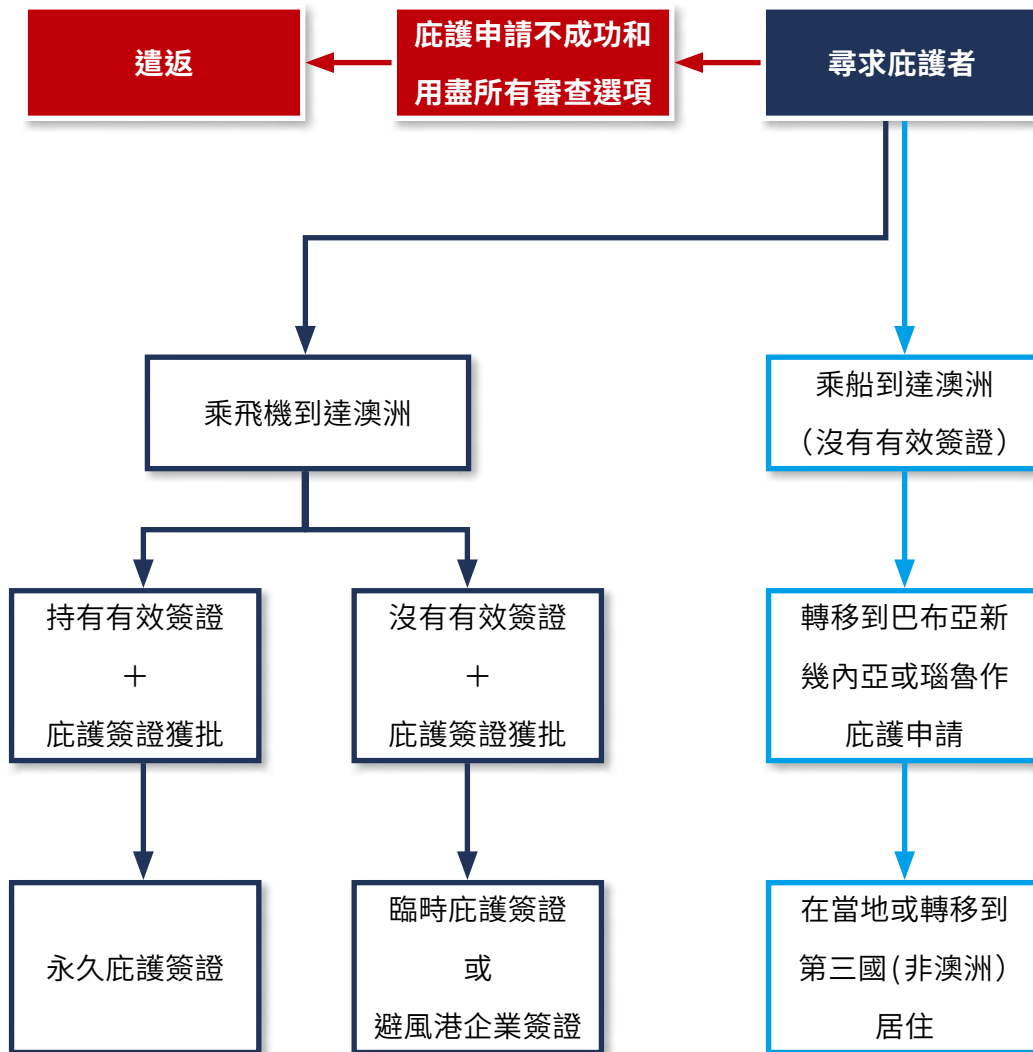 遣返
庇護申請不成功和
用盡所有審查選項
尋求庇護者
乘飛機到達澳洲
乘船到達澳洲
（沒有有效簽證）
持有有效簽證
＋
庇護簽證獲批
沒有有效簽證
＋
庇護簽證獲批
轉移到巴布亞新
幾內亞或瑙魯作
庇護申請
永久庇護簽證
臨時庇護簽證
或
避風港企業簽證
在當地或轉移到
第三國（非澳洲）
居住